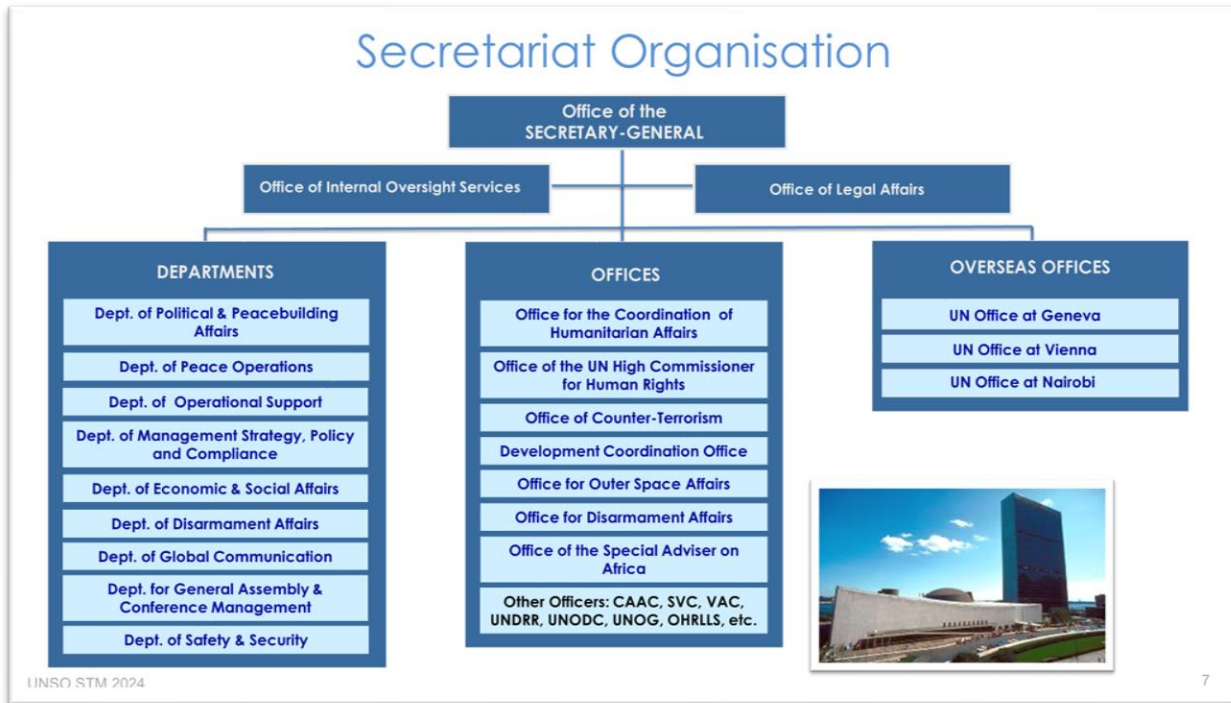 Secretariat Organisation
Office of the
SECRETARY-GENERAL
Office of Internal Oversight Services
Office of Legal Affairs
DEPARTMENTS
Dept. of Political & Peacebuilding
Affairs
Dept. of Peace Operations
Dept. of Operational Support
Dept. of Management Strategy, Policy
and Compliance
Dept. of Economic & Social Affairs
Dept. of Disarmament Affairs
Dept. of Global Communication
Dept. for General Assembly &
Conference Management
Dept. of Safety & Security
OFFICES
Office for the Coordination of
Humanitarian Affairs
Office of the UN High Commissioner
for Human Rights
Office of Counter-Terrorism
Development Coordination Office
Office for Outer Space Affairs
Office for Disarmament Affairs
Office of the Special Adviser on
Africa
Other Officers: CAAC, SVC, VAC,
UNDRR, UNODC, UNOG, OHRLLS, etc.
OVERSEAS OFFICES
UN Office at Geneva
UN Office at Vienna
UN Office at Nairobi
UNSO STM 2024
7